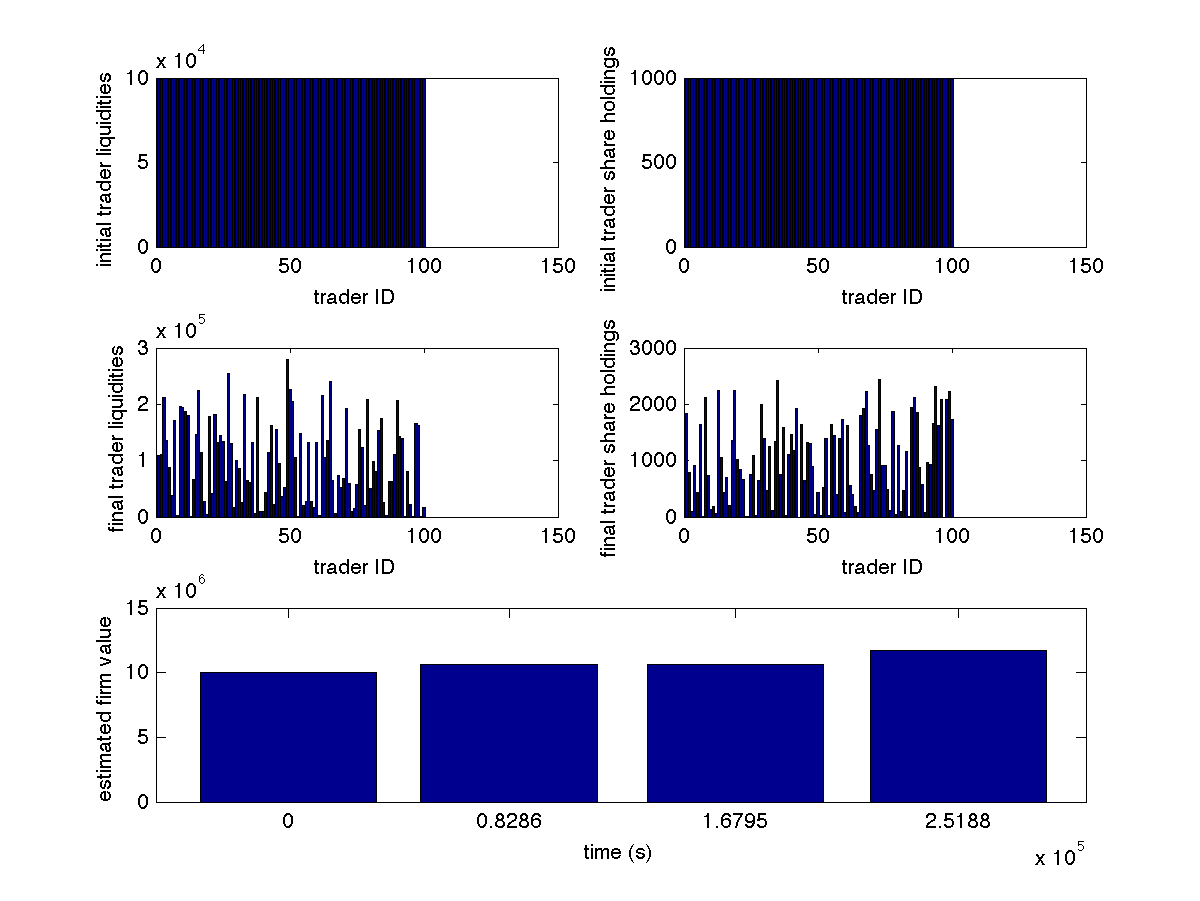 x 10^4
10
5
0
initial trader liquidities
0 50 100 150
trader ID
1000
500
0
initial trader share holdings
0 50 100 150
trader ID
x 10^5
3
2
1
0
final trader liquidities
0 50 100 150
trader ID
3000
2000
1000
0
final trader share holdings
0 50 100 150
trader ID
x 10^6
15
10
5
0
estimated firm value
0 0.8286 1.6795 2.5188
time (s)
x 10^5